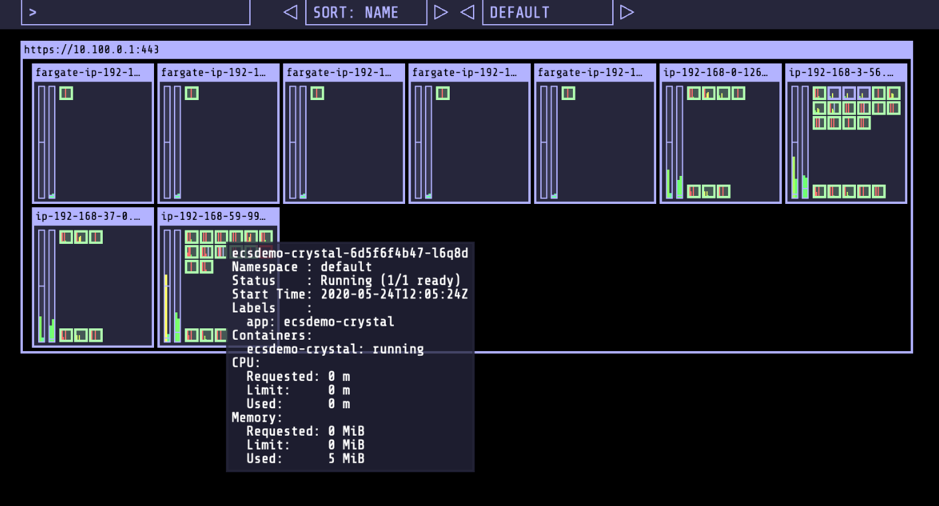 >
SORT: NAME
DEFAULT
https://10.100.0.1:443
fargate-ip-192-1…
fargate-ip-192-1…
fargate-ip-192-1…
fargate-ip-192-1…
fargate-ip-192-1…
ip-192-168-0-126…
ip-192-168-3-56.…
ip-192-168-37-0.…
ip-192-168-59-99…
ecsdemo-crystal-6d5f6f4b47-l6q8d
Namespace : default
Status    : Running (1/1 ready)
Start Time: 2020-05-24T12:05:24Z
Labels    :
  app: ecsdemo-crystal
Containers:
  ecsdemo-crystal: running
CPU:
  Requested: 0 m
  Limit:     0 m
  Used:      0 m
Memory:
  Requested: 0 MiB
  Limit:     0 MiB
  Used:      5 MiB